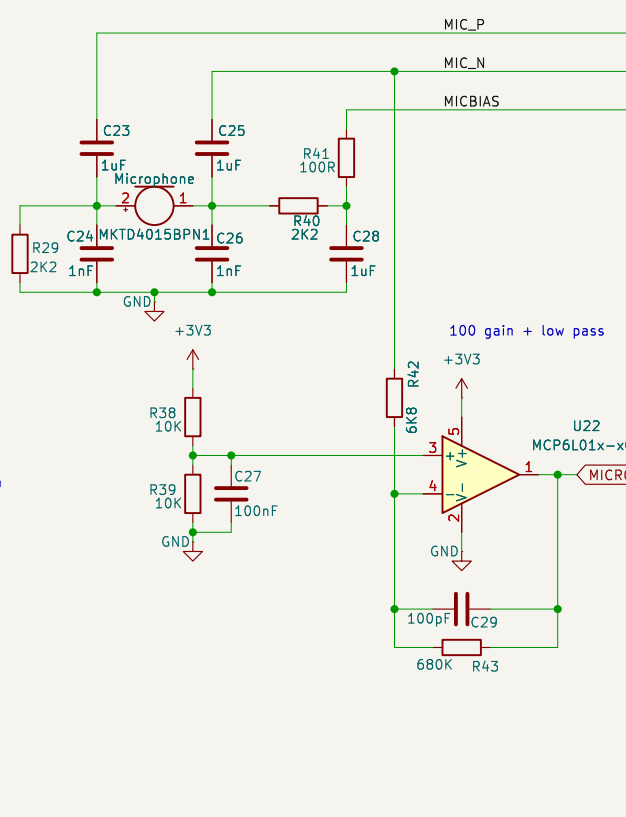 MIC_P
MIC_N
MICBIAS
C23
1uF
C25
1uF
R41
100R
Microphone
2
1
+
R40
2K2
R29
2K2
C24
1nF
MKTD4015BPN1
C26
1nF
C28
1uF
GND
+3V3
100 gain + low pass
+3V3
R42
6K8
R38
10K
R39
10K
C27
100nF
GND
U22
MCP6L01x-x
5
3
+
V+
1
4
-
V-
2
MICR
GND
100pF
C29
680K
R43